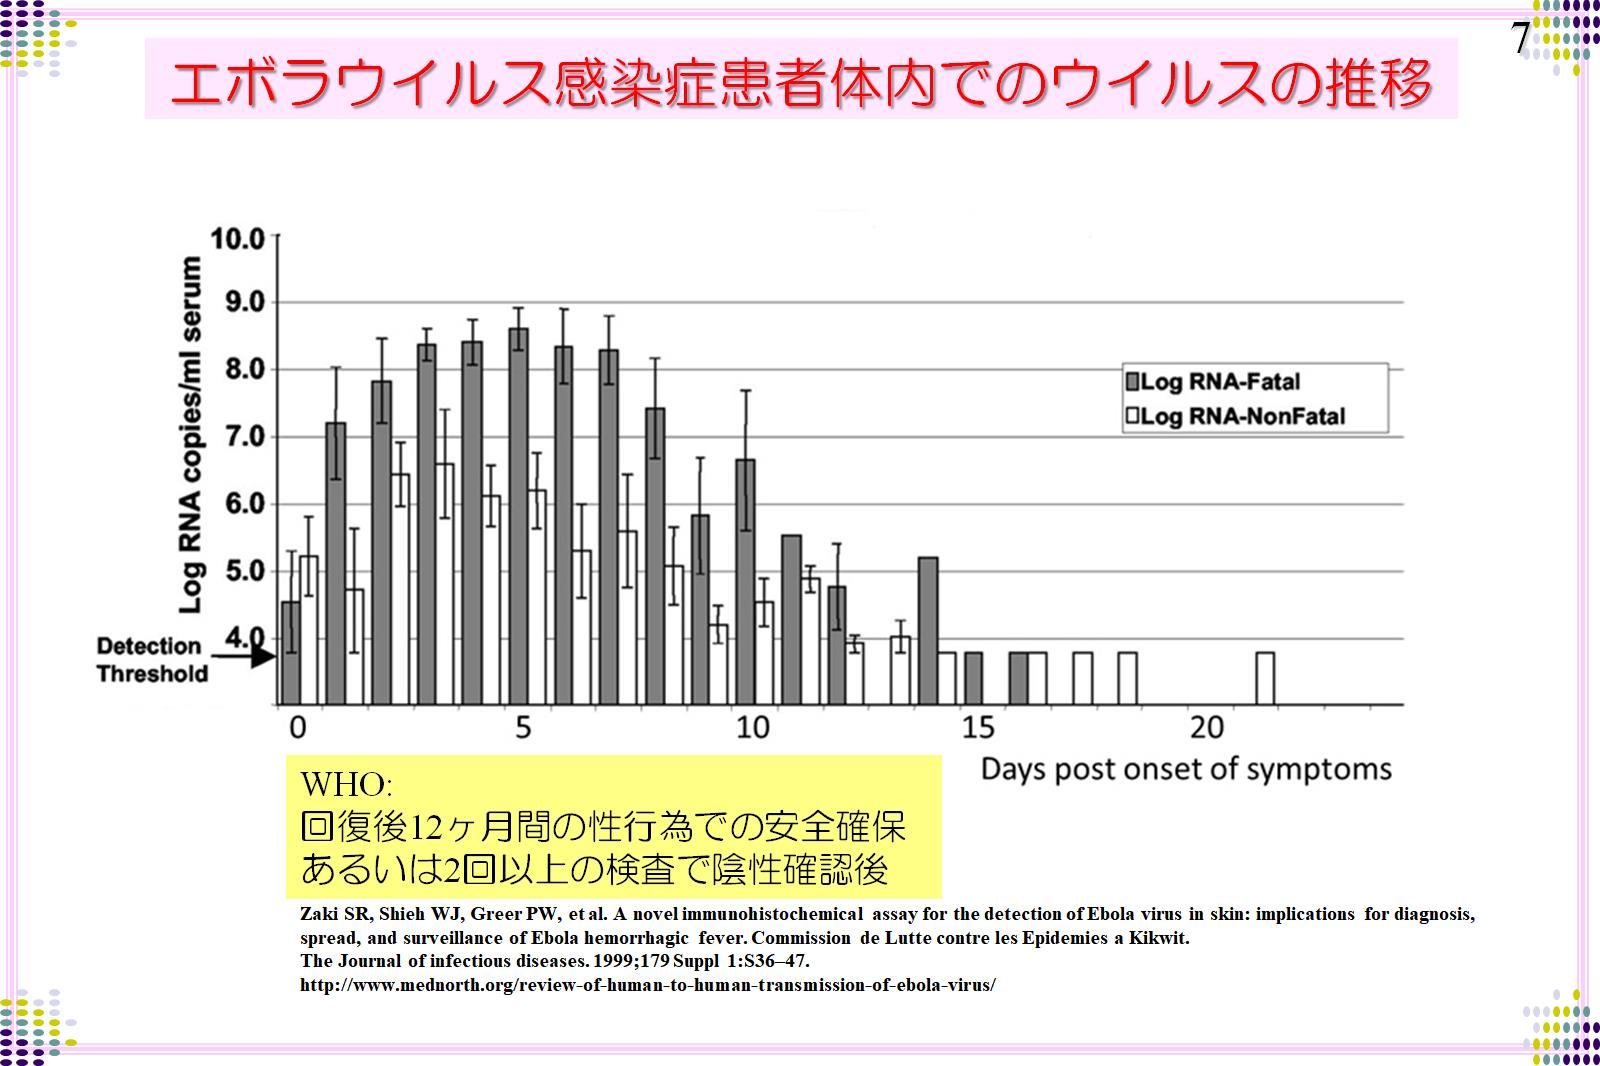 7
エボラウイルス感染症患者体内でのウイルスの推移
Log RNA copies/ml serum
10.0
9.0
8.0
7.0
6.0
5.0
4.0
Detection
Threshold
Log RNA-Fatal
Log RNA-NonFatal
0 5 10 15 20
Days post onset of symptoms
WHO:
回復後12ヶ月間の性行為での安全確保
あるいは2回以上の検査で陰性確認後
Zaki SR, Shieh WJ, Greer PW, et al. A novel immunohistochemical assay for the detection of Ebola virus in skin: implications for diagnosis,
spread, and surveillance of Ebola hemorrhagic fever. Commission de Lutte contre les Epidemies a Kikwit.
The Journal of infectious diseases. 1999;179 Suppl 1:S36–47.
http://www.mednorth.org/review-of-human-to-human-transmission-of-ebola-virus/